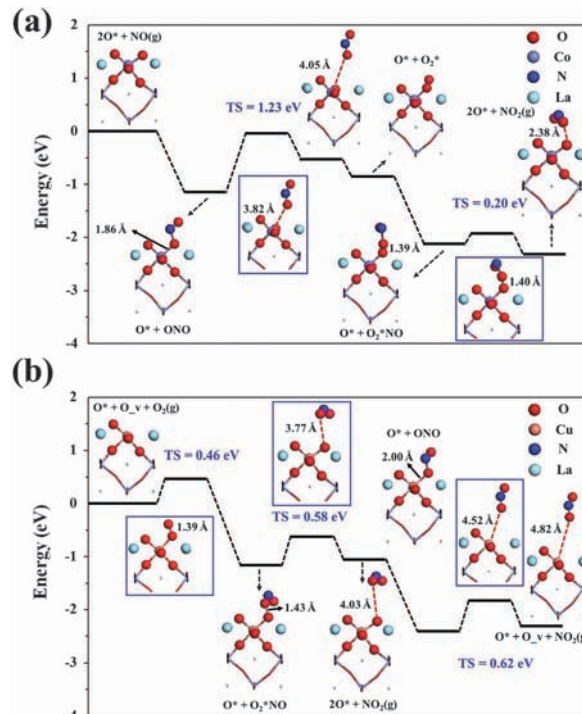 (a)
2
1
0
-1
-2
-3
-4
Energy (eV)
2O* + NO(g)
TS = 1.23 eV
4.05 Å
O* + O2*
O
Co
N
La
2O* + NO2(g)
2.38 Å
TS = 0.20 eV
1.86 Å
3.82 Å
1.39 Å
1.40 Å
O* + ONO
O* + O2*NO
(b)
2
1
0
-1
-2
-3
-4
Energy (eV)
O* + O_v + O2(g)
TS = 0.46 eV
3.77 Å
TS = 0.58 eV
O* + ONO
2.00 Å
O
Cu
N
La
4.52 Å
4.82 Å
1.39 Å
1.43 Å
4.03 Å
O* + O_v + NO2(g)
TS = 0.62 eV
O* + O2*NO
2O* + NO2(g)